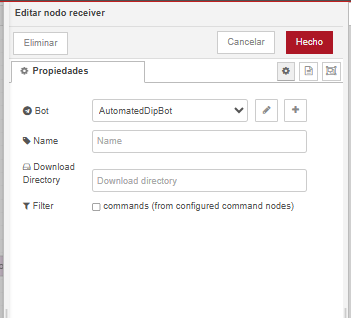 Editar nodo receiver
Eliminar
Cancelar
Hecho
Propiedades
Bot
AutomatedDipBot
Name
Name
Download
Directory
Download directory
Filter
commands (from configured command nodes)